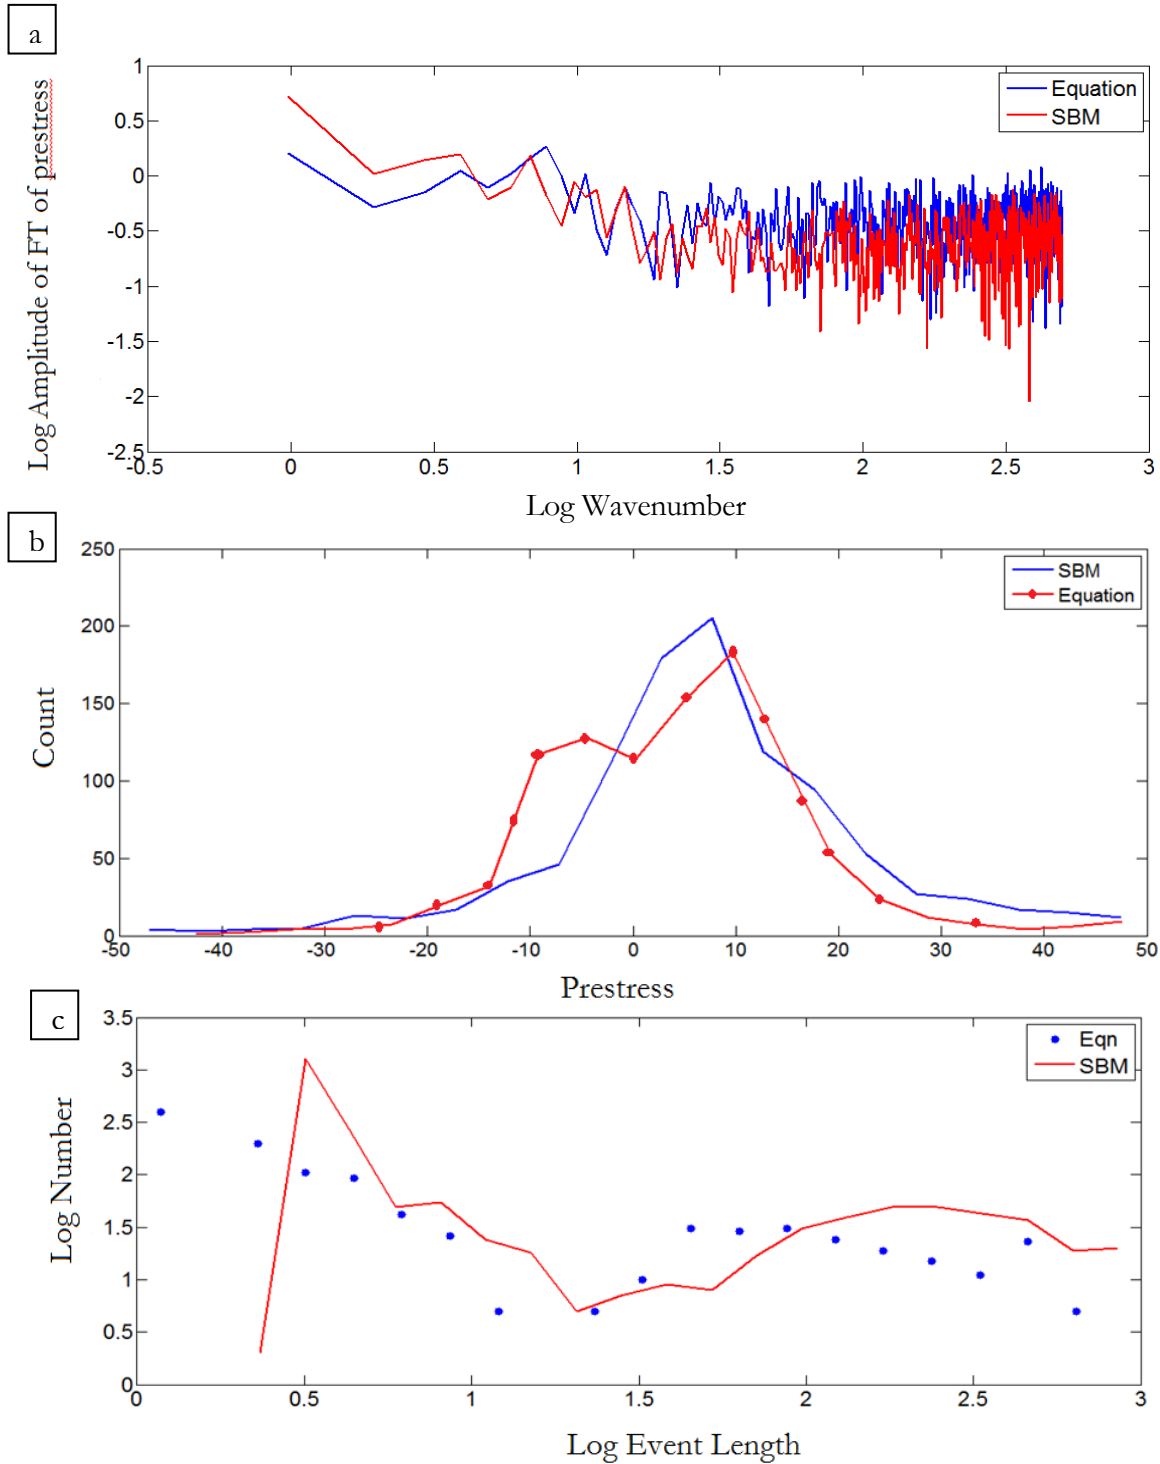 a
1
0.5
0
-0.5
-1
-1.5
-2
-2.5
Log Amplitude of FT of prestress
Equation
SBM
-0.5 0 0.5 1 1.5 2 2.5 3
Log Wavenumber
b
250
200
150
100
50
0
Count
SBM
Equation
-50 -40 -30 -20 -10 0 10 20 30 40 50
Prestress
c
3.5
3
2.5
2
1.5
1
0.5
0
Log Number
Eqn
SBM
0 0.5 1 1.5 2 2.5 3
Log Event Length